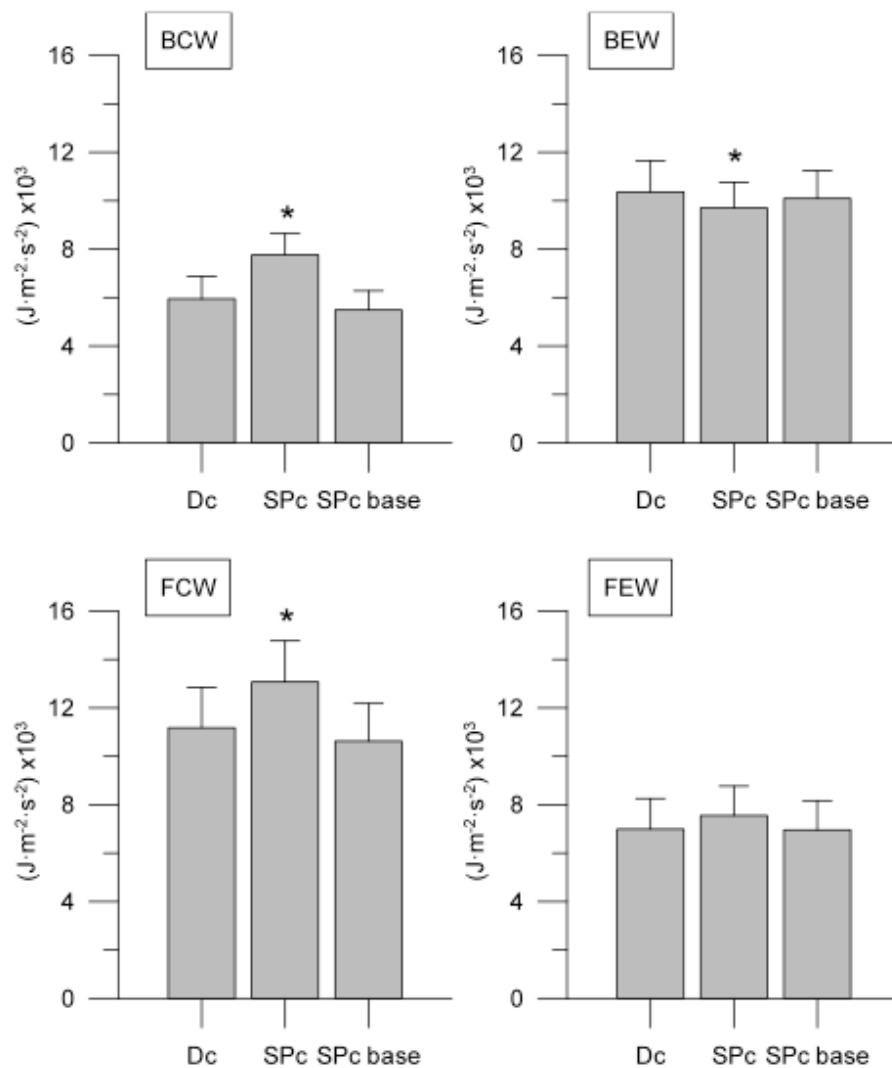 BCW
16
12
8
4
0
(J·m⁻²·s⁻²) x10³
*
Dc SPc SPc base
BEW
16
12
8
4
0
(J·m⁻²·s⁻²) x10³
*
Dc SPc SPc base
FCW
16
12
8
4
0
(J·m⁻²·s⁻²) x10³
*
Dc SPc SPc base
FEW
16
12
8
4
0
(J·m⁻²·s⁻²) x10³
Dc SPc SPc base